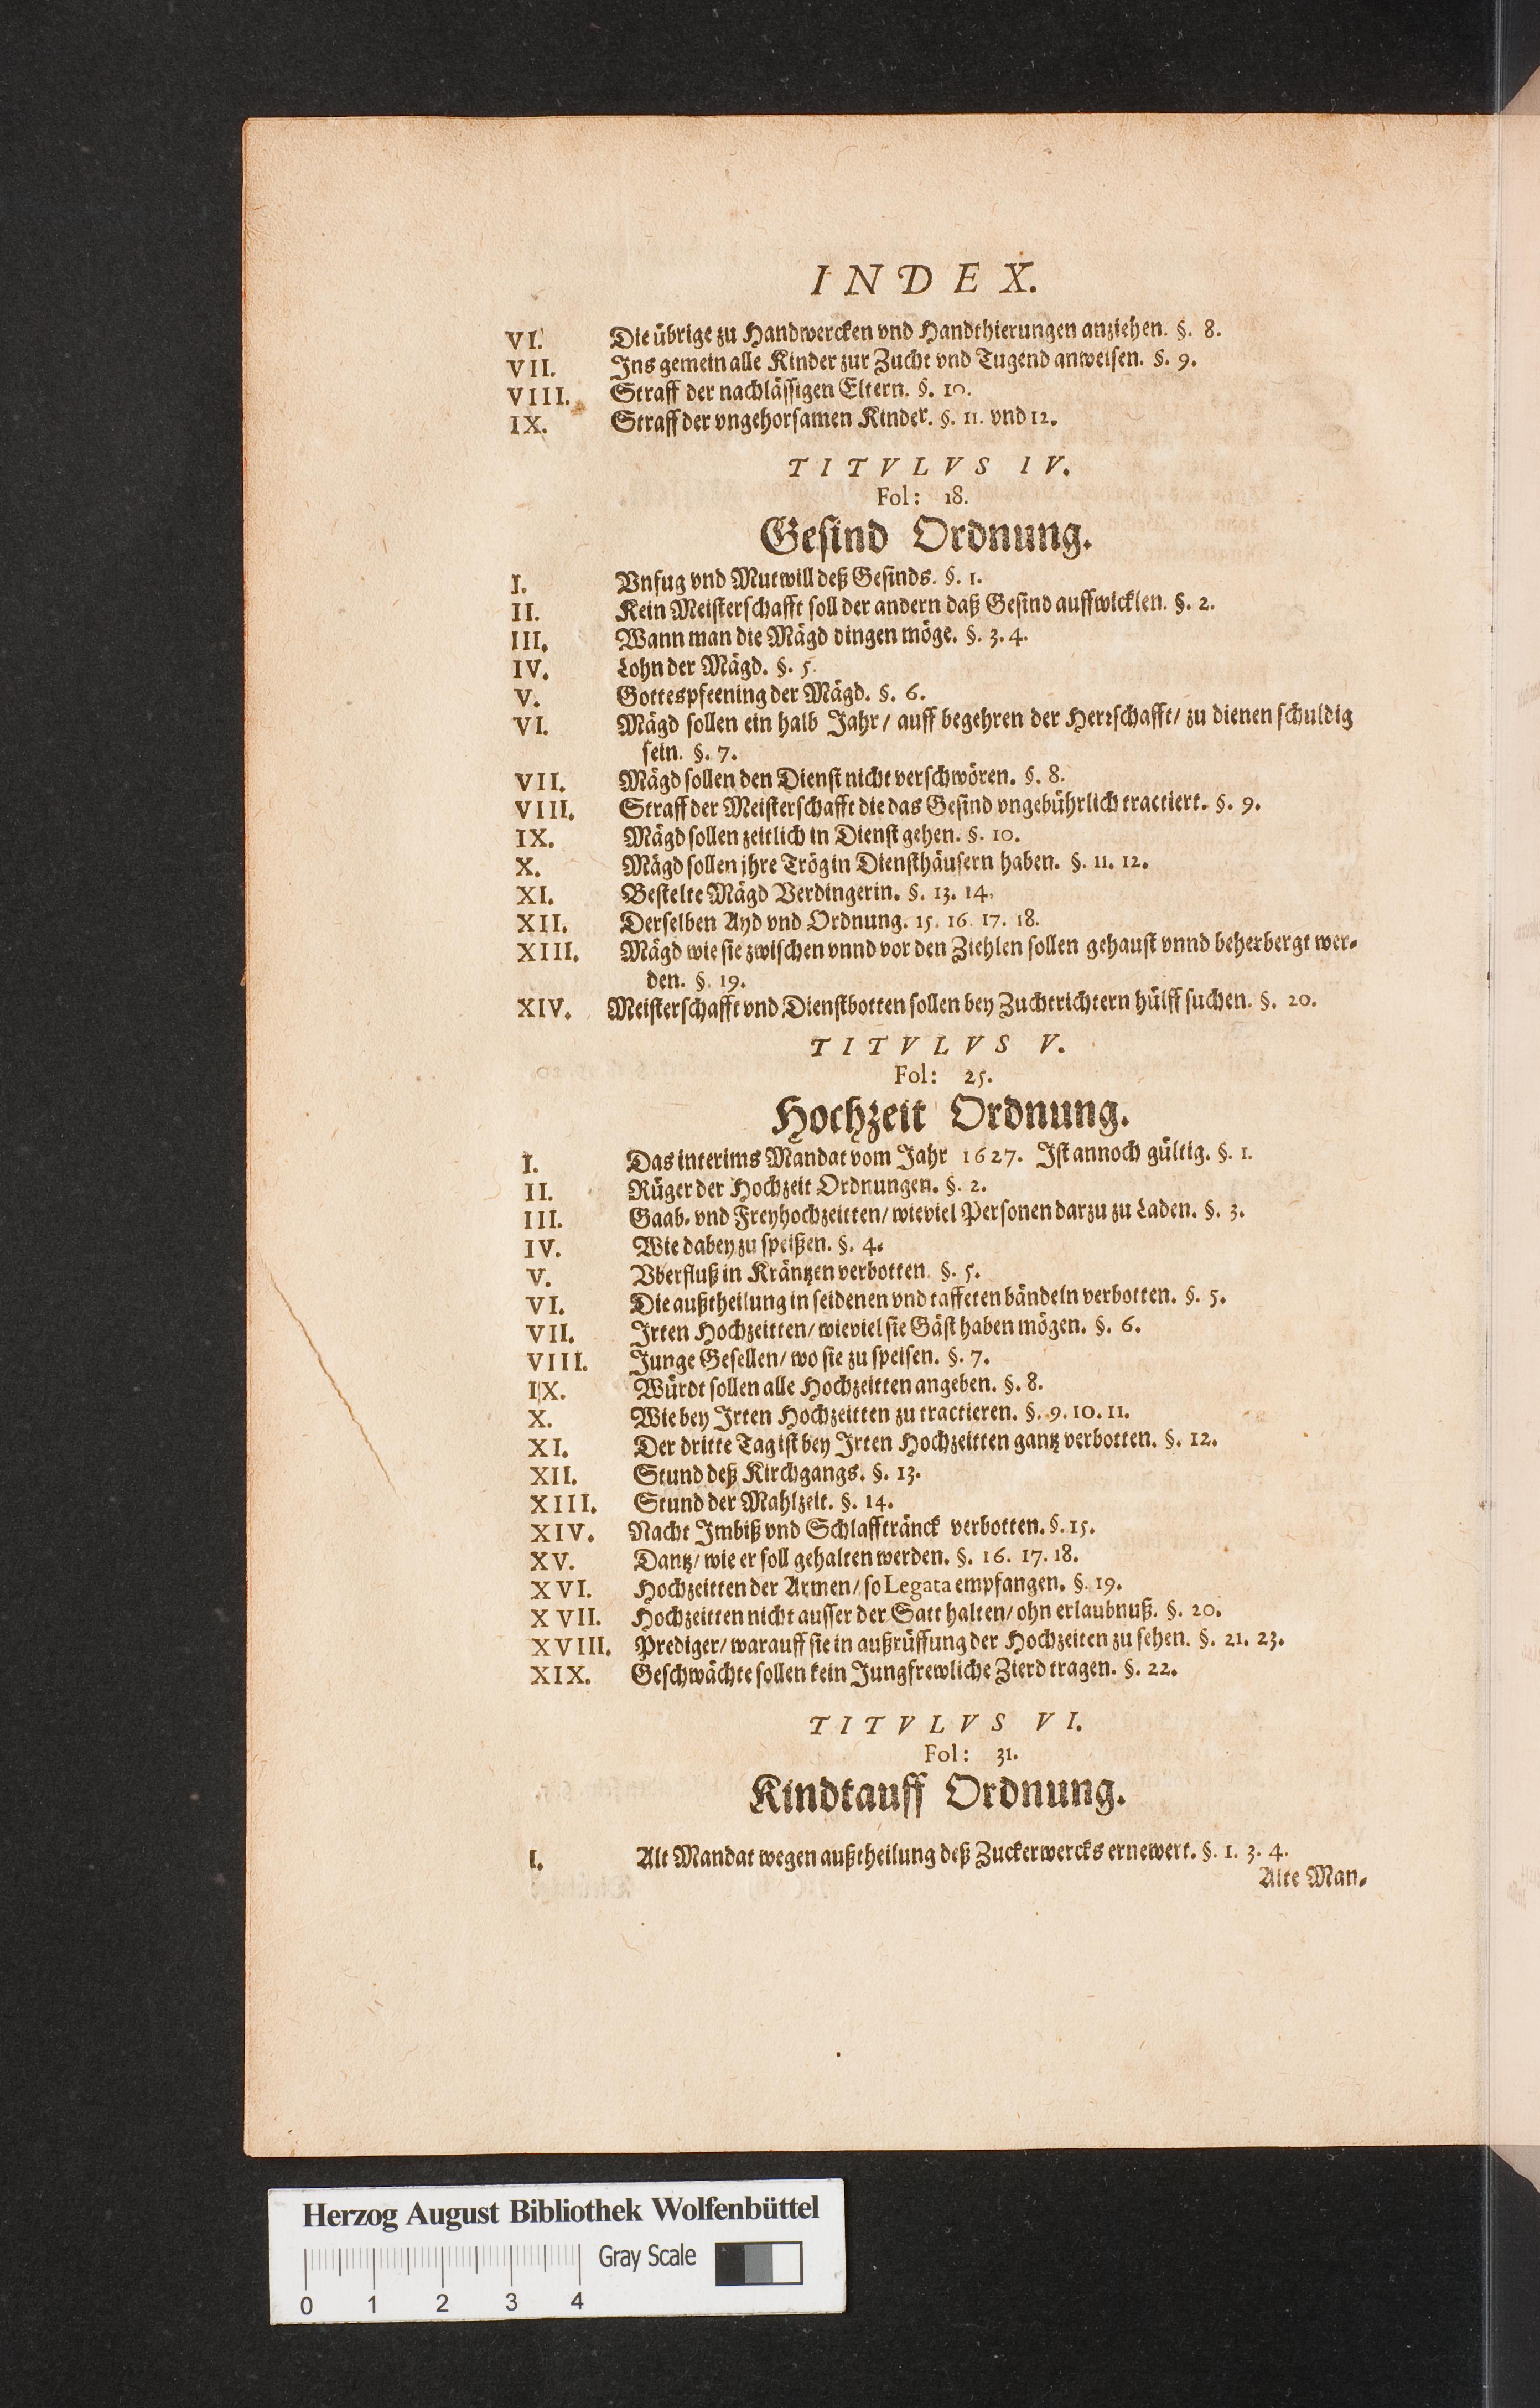 INDEX.
VI. Die übrige zu Handwercken vnd Handthierungen anziehen. §. 8.
VII. Ins gemein alle Kinder zur Zucht vnd Tugend anweisen. §. 9.
VIII. Straff der nachlässigen Eltern. §. 10.
IX. Straff der vngehorsamen Kinder. §. 11. vnd 12.
TITVLVS IV.
Fol: 18.
Gesind Ordnung.
I. Vnfug vnd Mutwill deß Gesinds. §. 1.
II. Kein Meisterschafft soll der andern daß Gesind auffwicklen. §. 2.
III. Wann man die Mägd dingen möge. §. 3. 4.
IV. Lohn der Mägd. §. 5.
V. Gottespfeening der Mägd. §. 6.
VI. Mägd sollen ein halb Jahr / auff begehren der Herrschafft / zu dienen schuldig
sein. §. 7.
VII. Mägd sollen den Dienst nicht verschwören. §. 8.
VIII. Straff der Meisterschafft die das Gesind vngebührlich tractiert. §. 9.
IX. Mägd sollen zeitlich in Dienst gehen. §. 10.
X. Mägd sollen jhre Trög in Diensthäusern haben. §. 11. 12.
XI. Bestelte Mägd Verdingerin. §. 13. 14.
XII. Derselben Ayd vnd Ordnung. 15. 16. 17. 18.
XIII. Mägd wie sie zwischen vnnd vor den Ziehlen sollen gehaust vnnd beherbergt wer-
den. §. 19.
XIV. Meisterschafft vnd Dienstbotten sollen bey Zuchtrichtern hülff suchen. §. 20.
TITVLVS V.
Fol: 25.
Hochzeit Ordnung.
I. Das interims Mandat vom Jahr 1627. Ist annoch gültig. §. 1.
II. Rüger der Hochzeit Ordnungen. §. 2.
III. Gaab- vnd Freyhochzeitten / wieviel Personen darzu zu Laden. §. 3.
IV. Wie dabey zu speißen. §. 4.
V. Vberfluß in Kräntzen verbotten. §. 5.
VI. Die außtheilung in seidenen vnd taffeten bändeln verbotten. §. 5.
VII. Irten Hochzeitten / wieviel sie Gäst haben mögen. §. 6.
VIII. Junge Gesellen / wo sie zu speisen. §. 7.
IX. Würdt sollen alle Hochzeitten angeben. §. 8.
X. Wie bey Irten Hochzeitten zu tractieren. §. 9. 10. 11.
XI. Der dritte Tag ist bey Irten Hochzeitten gantz verbotten. §. 12.
XII. Stund deß Kirchgangs. §. 13.
XIII. Stund der Mahlzeit. §. 14.
XIV. Nacht Imbiß vnd Schlafftränck verbotten. §. 15.
XV. Dantz / wie er soll gehalten werden. §. 16. 17. 18.
XVI. Hochzeitten der Armen / so Legata empfangen. §. 19.
XVII. Hochzeitten nicht ausser der Satt halten / ohn erlaubnuß. §. 20.
XVIII. Prediger / warauff sie in außrüffung der Hochzeiten zu sehen. §. 21. 23.
XIX. Geschwächte sollen kein Jungfrewliche Zierd tragen. §. 22.
TITVLVS VI.
Fol: 31.
Kindtauff Ordnung.
I. Alt Mandat wegen außtheilung deß Zuckerwercks ernewert. §. 1. 3. 4.
Alte Man-
Herzog August Bibliothek Wolfenbüttel
Gray Scale
0 1 2 3 4